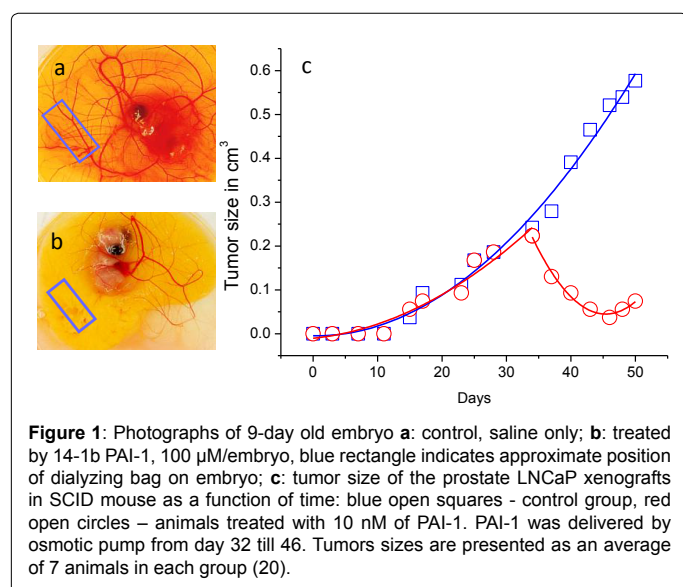 a
b
c
0.6
0.5
0.4
0.3
0.2
0.1
0.0
Tumor size in cm3
0 10 20 30 40 50
Days
Figure 1: Photographs of 9-day old embryo a: control, saline only; b: treated
by 14-1b PAI-1, 100 µM/embryo, blue rectangle indicates approximate position
of dialyzing bag on embryo; c: tumor size of the prostate LNCaP xenografts
in SCID mouse as a function of time: blue open squares - control group, red
open circles – animals treated with 10 nM of PAI-1. PAI-1 was delivered by
osmotic pump from day 32 till 46. Tumors sizes are presented as an average
of 7 animals in each group (20).